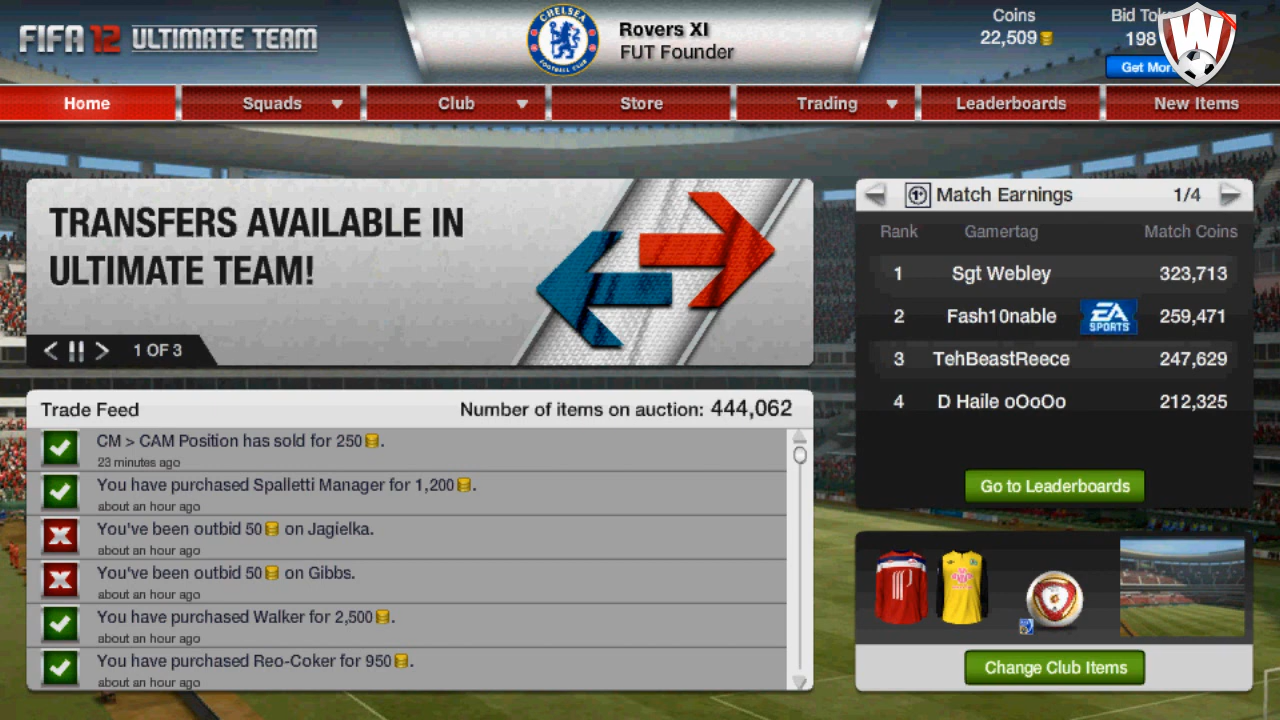 FIFA 12 ULTIMATE TEAM
CHELSEA
FOOTBALL CLUB
Rovers XI
FUT Founder
Coins
22,509
Bid
198
Get
W
Home
Squads
Club
Store
Trading
Leaderboards
New Items
TRANSFERS AVAILABLE IN
ULTIMATE TEAM!
1 OF 3
Match Earnings
1/4
Rank Gamertag Match Coins
1 Sgt Webley 323,713
2 Fash10nable EA SPORTS 259,471
3 TehBeastReece 247,629
4 D Haile oOoOo 212,325
Go to Leaderboards
Trade Feed
Number of items on auction: 444,062
CM > CAM Position has sold for 250.
23 minutes ago
You have purchased Spalletti Manager for 1,200.
about an hour ago
You've been outbid 50 on Jagielka.
about an hour ago
You've been outbid 50 on Gibbs.
about an hour ago
You have purchased Walker for 2,500.
about an hour ago
You have purchased Reo-Coker for 950.
about an hour ago
Change Club Items